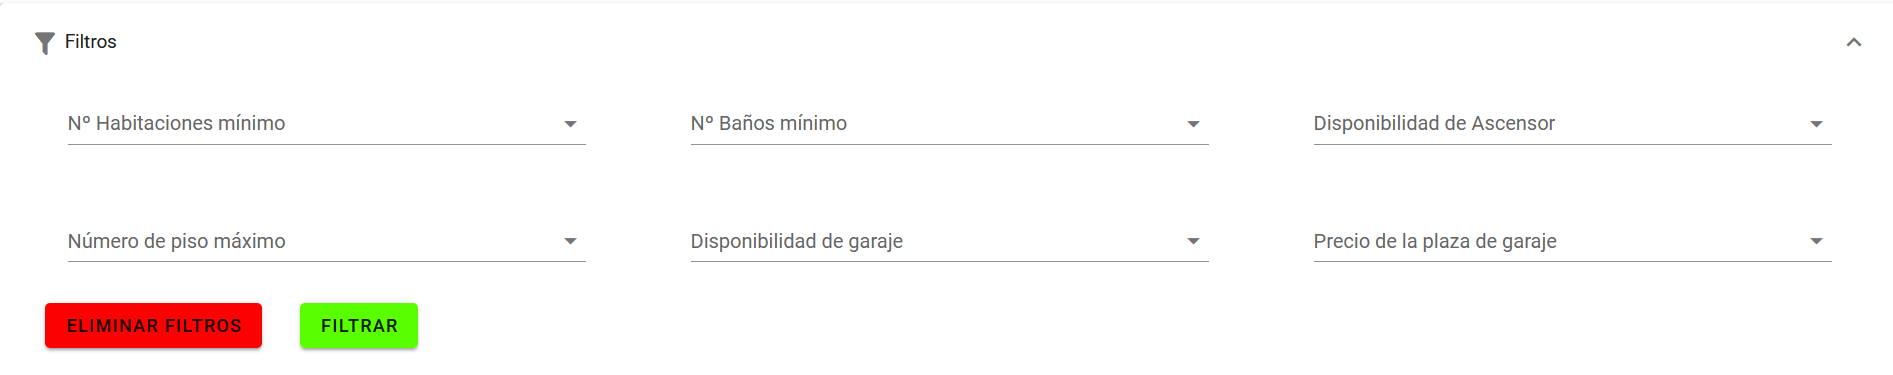 Filtros
Nº Habitaciones mínimo
Nº Baños mínimo
Disponibilidad de Ascensor
Número de piso máximo
Disponibilidad de garaje
Precio de la plaza de garaje
ELIMINAR FILTROS
FILTRAR